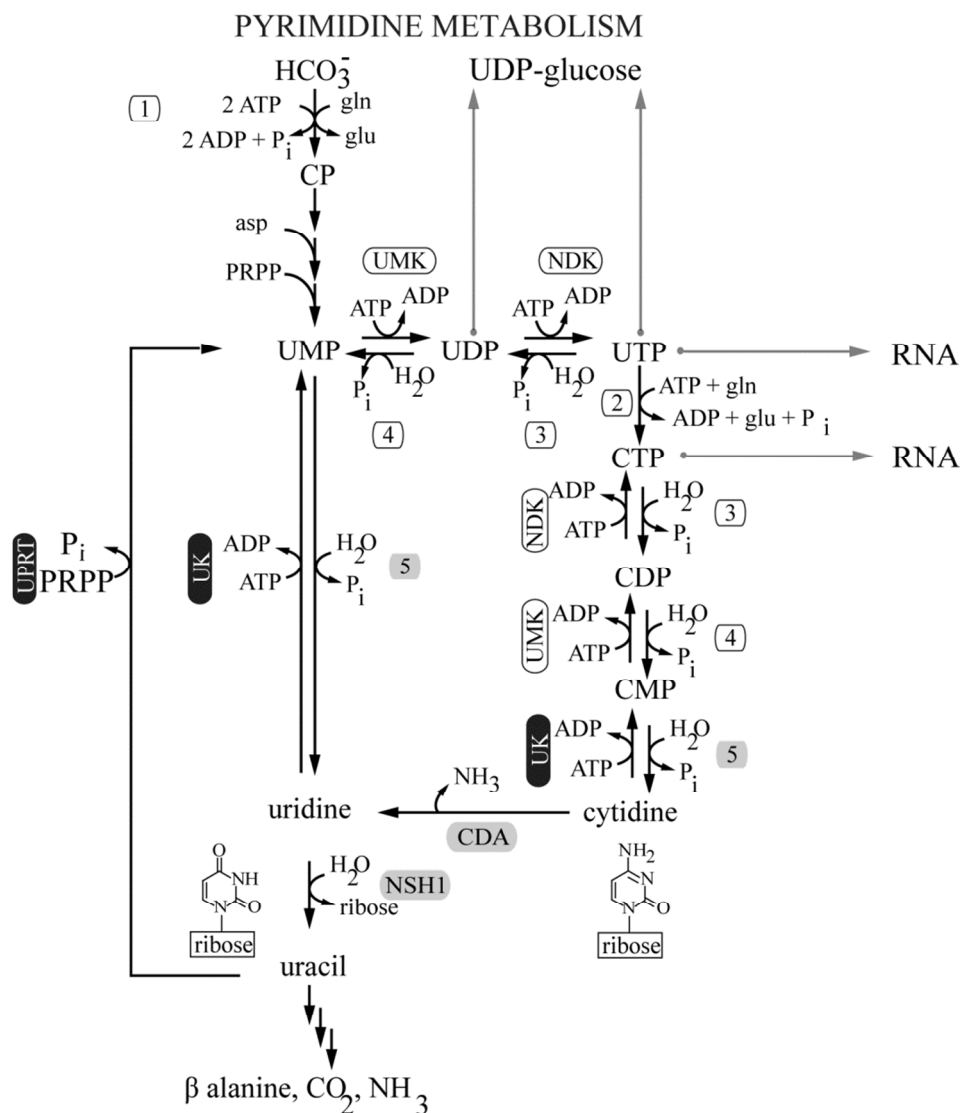 PYRIMIDINE METABOLISM
HCO3- UDP-glucose
1 2 ATP gln
2 ADP + Pi glu
CP
asp
PRPP UMK NDK
ATP ADP ATP ADP
UMP UDP UTP RNA
Pi H2O Pi H2O
4 3 2 ATP + gln
ADP + glu + Pi
CTP RNA
NDK ADP H2O 3
ATP Pi
UPRT Pi UK ADP H2O 5
PRPP ATP Pi
CDP
UMK ADP H2O 4
ATP Pi
CMP
UK ADP H2O 5
ATP Pi
NH3
uridine cytidine
CDA
O NH O N H2O NSH1 NH2 N O N
ribose
ribose ribose
uracil
β alanine, CO2, NH3